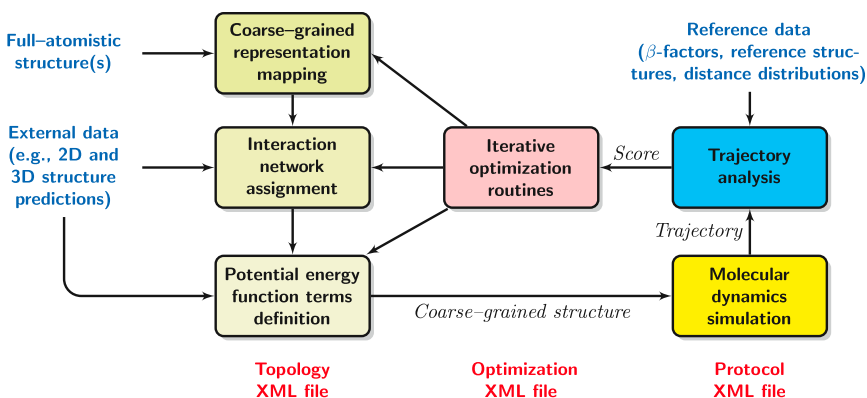 Full–atomistic
structure(s)
Coarse–grained
representation
mapping
Reference data
(β-factors, reference struc-
tures, distance distributions)
External data
(e.g., 2D and
3D structure
predictions)
Interaction
network
assignment
Iterative
optimization
routines
Score
Trajectory
analysis
Trajectory
Potential energy
function terms
definition
Coarse–grained structure
Molecular
dynamics
simulation
Topology
XML file
Optimization
XML file
Protocol
XML file